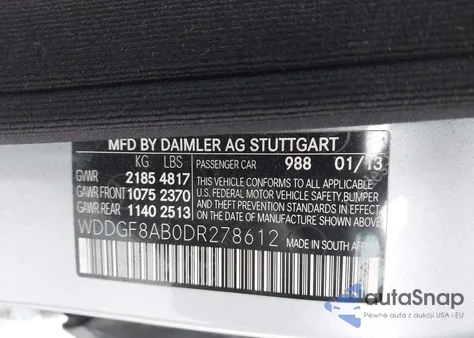 MFD BY DAIMLER AG STUTTGART
KG LBS PASSENGER CAR 988 01/13
GVWR 2185 4817
GAWR FRONT 1075 2370
GAWR REAR 1140 2513
THIS VEHICLE CONFORMS TO ALL APPLICABLE U.S.
FEDERAL MOTOR VEHICLE SAFETY, BUMPER
AND THEFT PREVENTION STANDARDS IN EFFECT ON
THE DATE OF MANUFACTURE SHOWN ABOVE.
WDDGF8AB0DR278612
MADE IN SOUTH AFRICA
autoSnap
Pewne auta z aukcji USA i EU